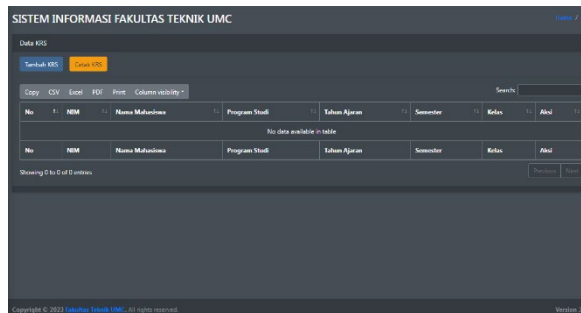 SISTEM INFORMASI FAKULTAS TEKNIK UMC
Home /
Data KRS
Tambah KRS Cetak KRS
Copy CSV Excel PDF Print Column visibility
Search:
No NIM Nama Mahasiswa Program Studi Tahun Ajaran Semester Kelas Aksi
No data available in table
No NIM Nama Mahasiswa Program Studi Tahun Ajaran Semester Kelas Aksi
Showing 0 to 0 of 0 entries
Previous Next
Copyright © 2023 Fakultas Teknik UMC. All rights reserved.
Version